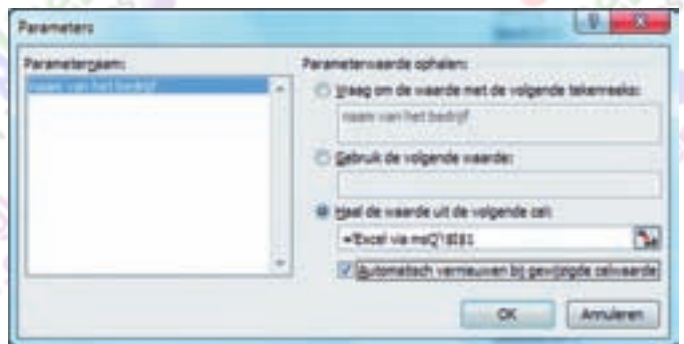 Parameters
Parameternaam:
naam van het bedrijf
Parameterwaarde ophalen:
Vraag om de waarde met de volgende tekenreeks:
naam van het bedrijf
Gebruik de volgende waarde:
Haal de waarde uit de volgende cel:
='Excel via msQ'!$I$1
Automatisch vernieuwen bij gewijzigde celwaarde
OK
Annuleren